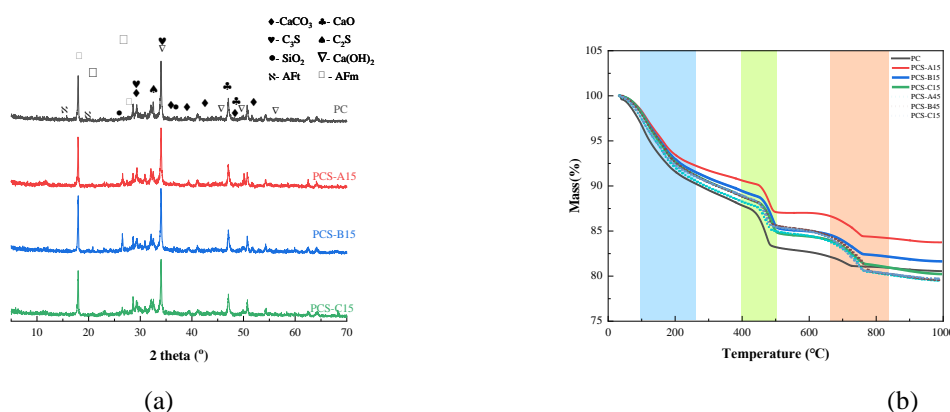 ♦-CaCO₃ ♣-CaO
♥- C₃S ♠- C₂S
●- SiO₂ ∇- Ca(OH)₂
ℵ- AFt □ - AFm
PC
PCS-A15
PCS-B15
PCS-C15
10 20 30 40 50 60 70
2 theta (°)
(a)
105
100
95
90
85
80
75
Mass(%)
PC
PCS-A15
PCS-B15
PCS-C15
PCS-A45
PCS-B45
PCS-C15
0 200 400 600 800 1000
Temperature (℃)
(b)